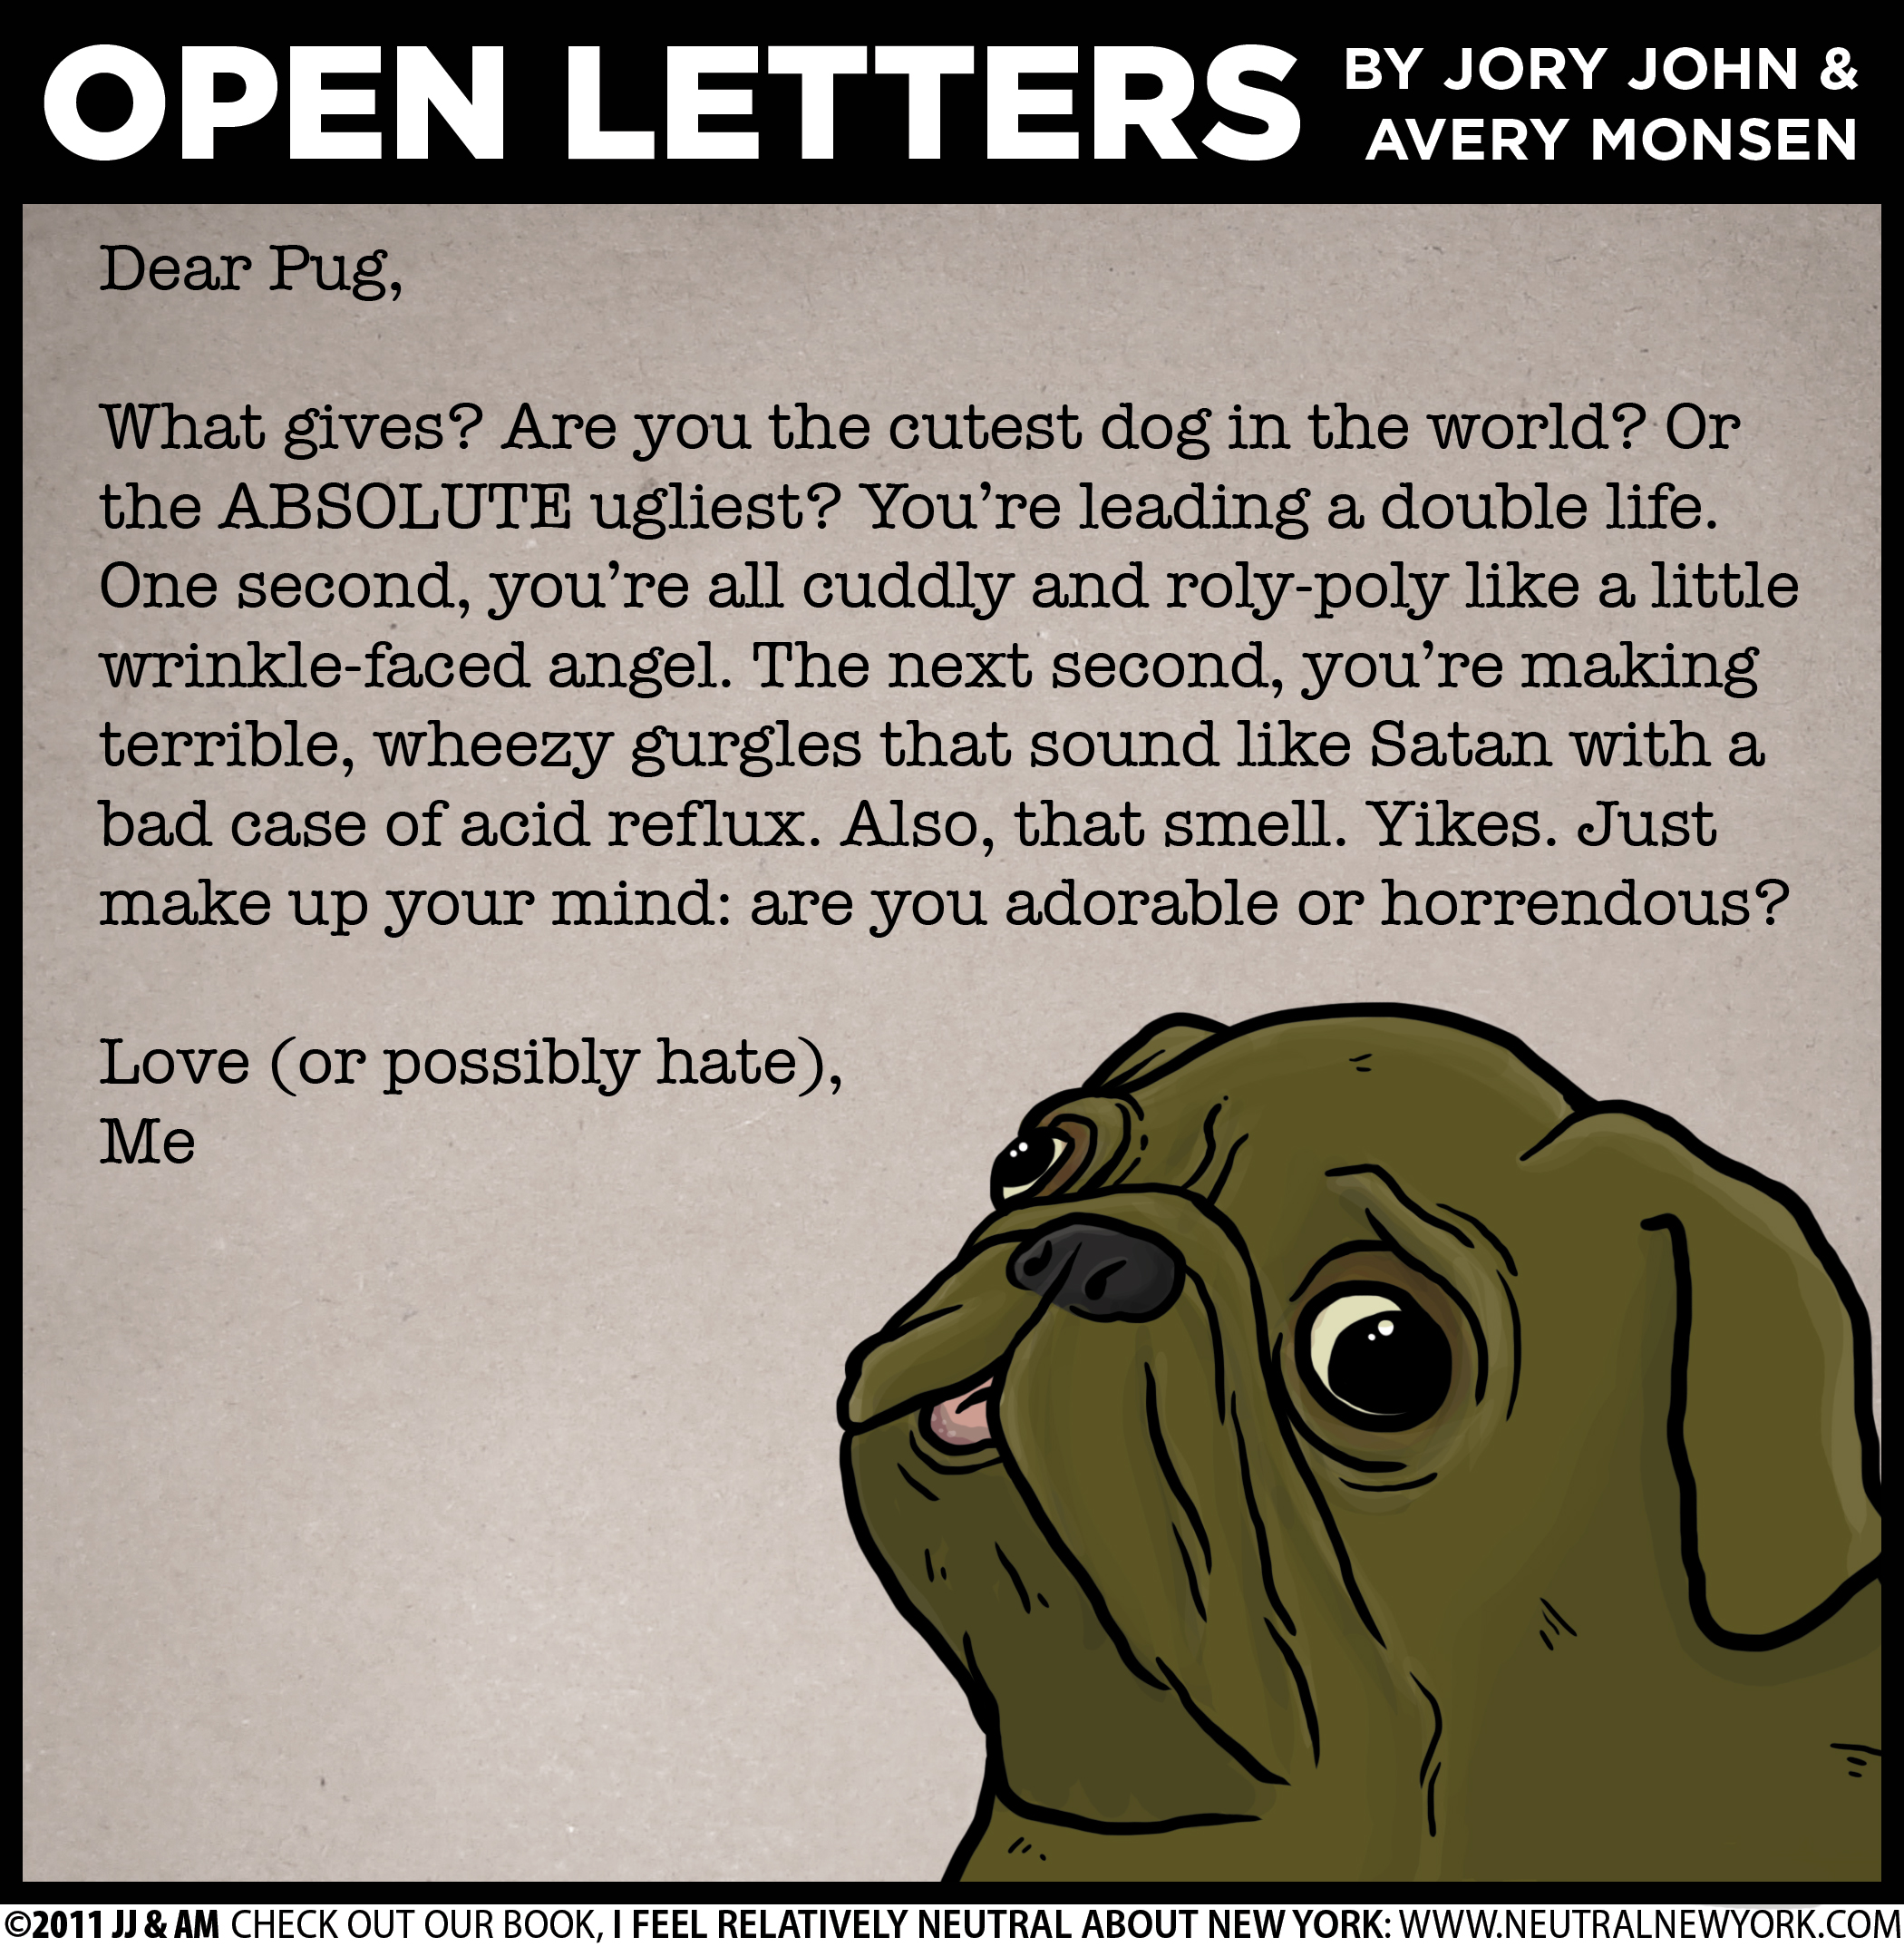 OPEN LETTERS
BY JORY JOHN &
AVERY MONSEN
Dear Pug,
What gives? Are you the cutest dog in the world? Or
the ABSOLUTE ugliest? You’re leading a double life.
One second, you’re all cuddly and roly-poly like a little
wrinkle-faced angel. The next second, you’re making
terrible, wheezy gurgles that sound like Satan with a
bad case of acid reflux. Also, that smell. Yikes. Just
make up your mind: are you adorable or horrendous?
Love (or possibly hate),
Me
©2011 JJ & AM CHECK OUT OUR BOOK, I FEEL RELATIVELY NEUTRAL ABOUT NEW YORK: WWW.NEUTRALNEWYORK.COM